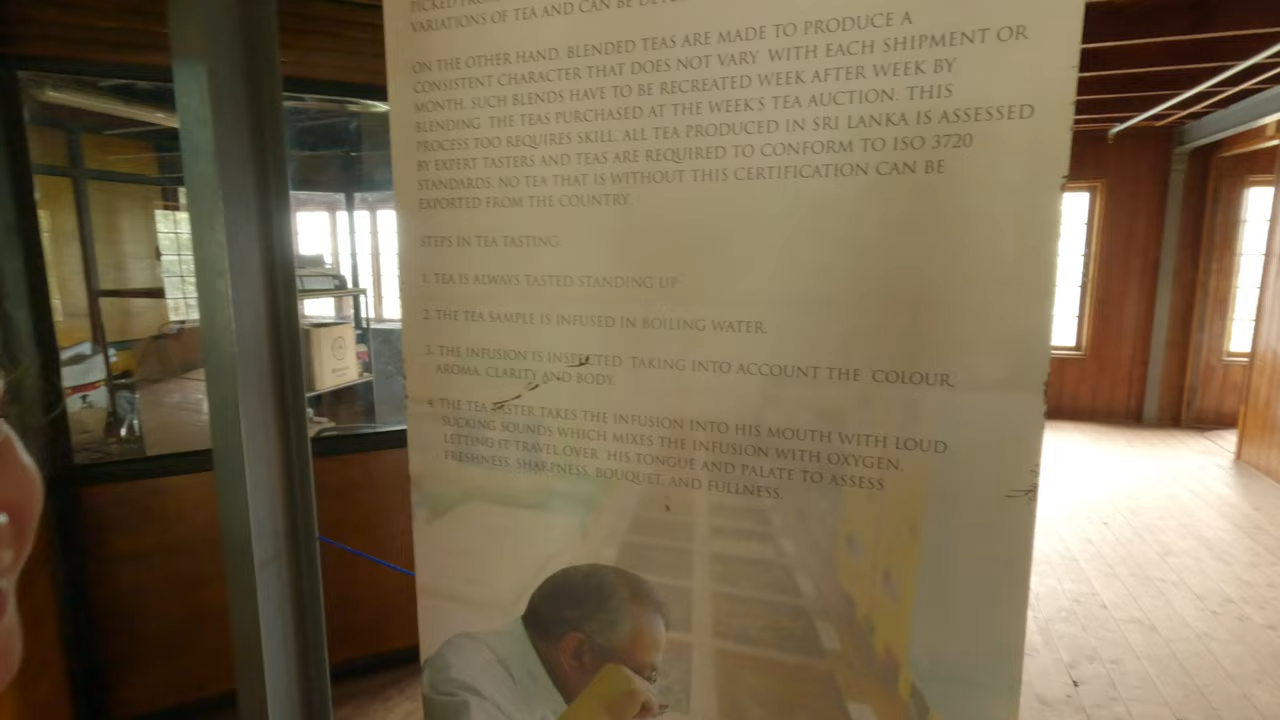 PICKED FROM
VARIATIONS OF TEA AND CAN BE
ON THE OTHER HAND, BLENDED TEAS ARE MADE TO PRODUCE A
CONSISTENT CHARACTER THAT DOES NOT VARY WITH EACH SHIPMENT OR
MONTH. SUCH BLENDS HAVE TO BE RECREATED WEEK AFTER WEEK BY
BLENDING THE TEAS PURCHASED AT THE WEEK'S TEA AUCTION. THIS
PROCESS TOO REQUIRES SKILL. ALL TEA PRODUCED IN SRI LANKA IS ASSESSED
BY EXPERT TASTERS AND TEAS ARE REQUIRED TO CONFORM TO ISO 3720
STANDARDS. NO TEA THAT IS WITHOUT THIS CERTIFICATION CAN BE
EXPORTED FROM THE COUNTRY.
STEPS IN TEA TASTING:
1. TEA IS ALWAYS TASTED STANDING UP
2. THE TEA SAMPLE IS INFUSED IN BOILING WATER.
3. THE INFUSION IS INSPECTED TAKING INTO ACCOUNT THE COLOUR,
AROMA, CLARITY AND BODY.
4. THE TEA TASTER TAKES THE INFUSION INTO HIS MOUTH WITH LOUD
SUCKING SOUNDS WHICH MIXES THE INFUSION WITH OXYGEN,
LETTING IT TRAVEL OVER HIS TONGUE AND PALATE TO ASSESS
FRESHNESS, SHARPNESS, BOUQUET, AND FULLNESS.